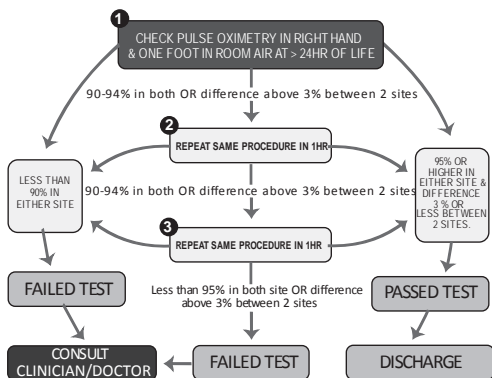 1
CHECK PULSE OXIMETRY IN RIGHT HAND
& ONE FOOT IN ROOM AIR AT > 24HR OF LIFE
90-94% in both OR difference above 3% between 2 sites
2
REPEAT SAME PROCEDURE IN 1HR
LESS THAN
90% IN
EITHER SITE
95% OR
HIGHER IN
EITHER SITE &
DIFFERENCE
3 % OR
LESS BETWEEN
2 SITES.
90-94% in both OR difference above 3% between 2 sites
3
REPEAT SAME PROCEDURE IN 1HR
FAILED TEST
Less than 95% in both site OR difference
above 3% between 2 sites
PASSED TEST
CONSULT
CLINICIAN/DOCTOR
FAILED TEST
DISCHARGE